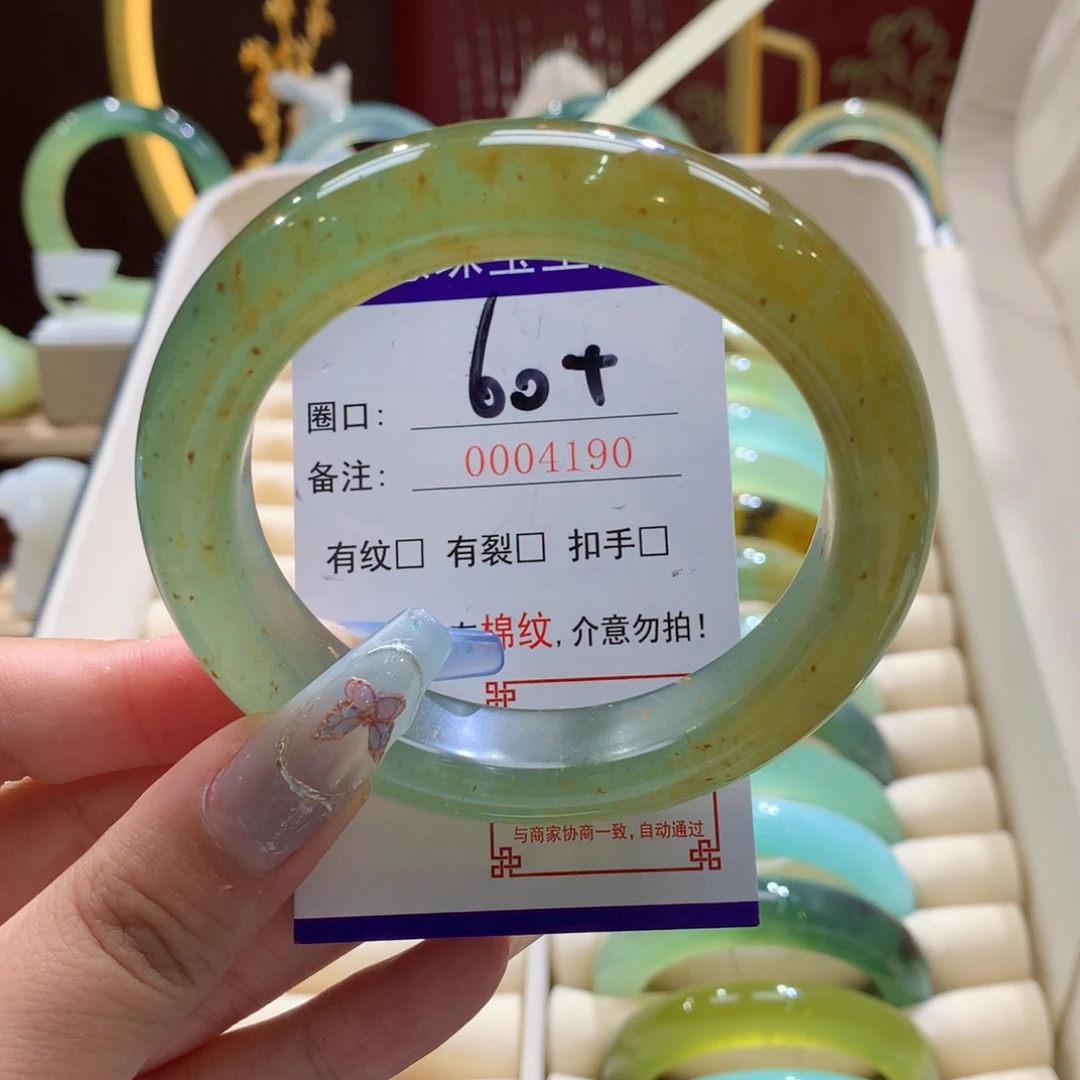 60+
圈口:
0004190
备注:
有纹□ 有裂□ 扣手□
棉纹,介意勿拍!
与商家协商一致,自动通过